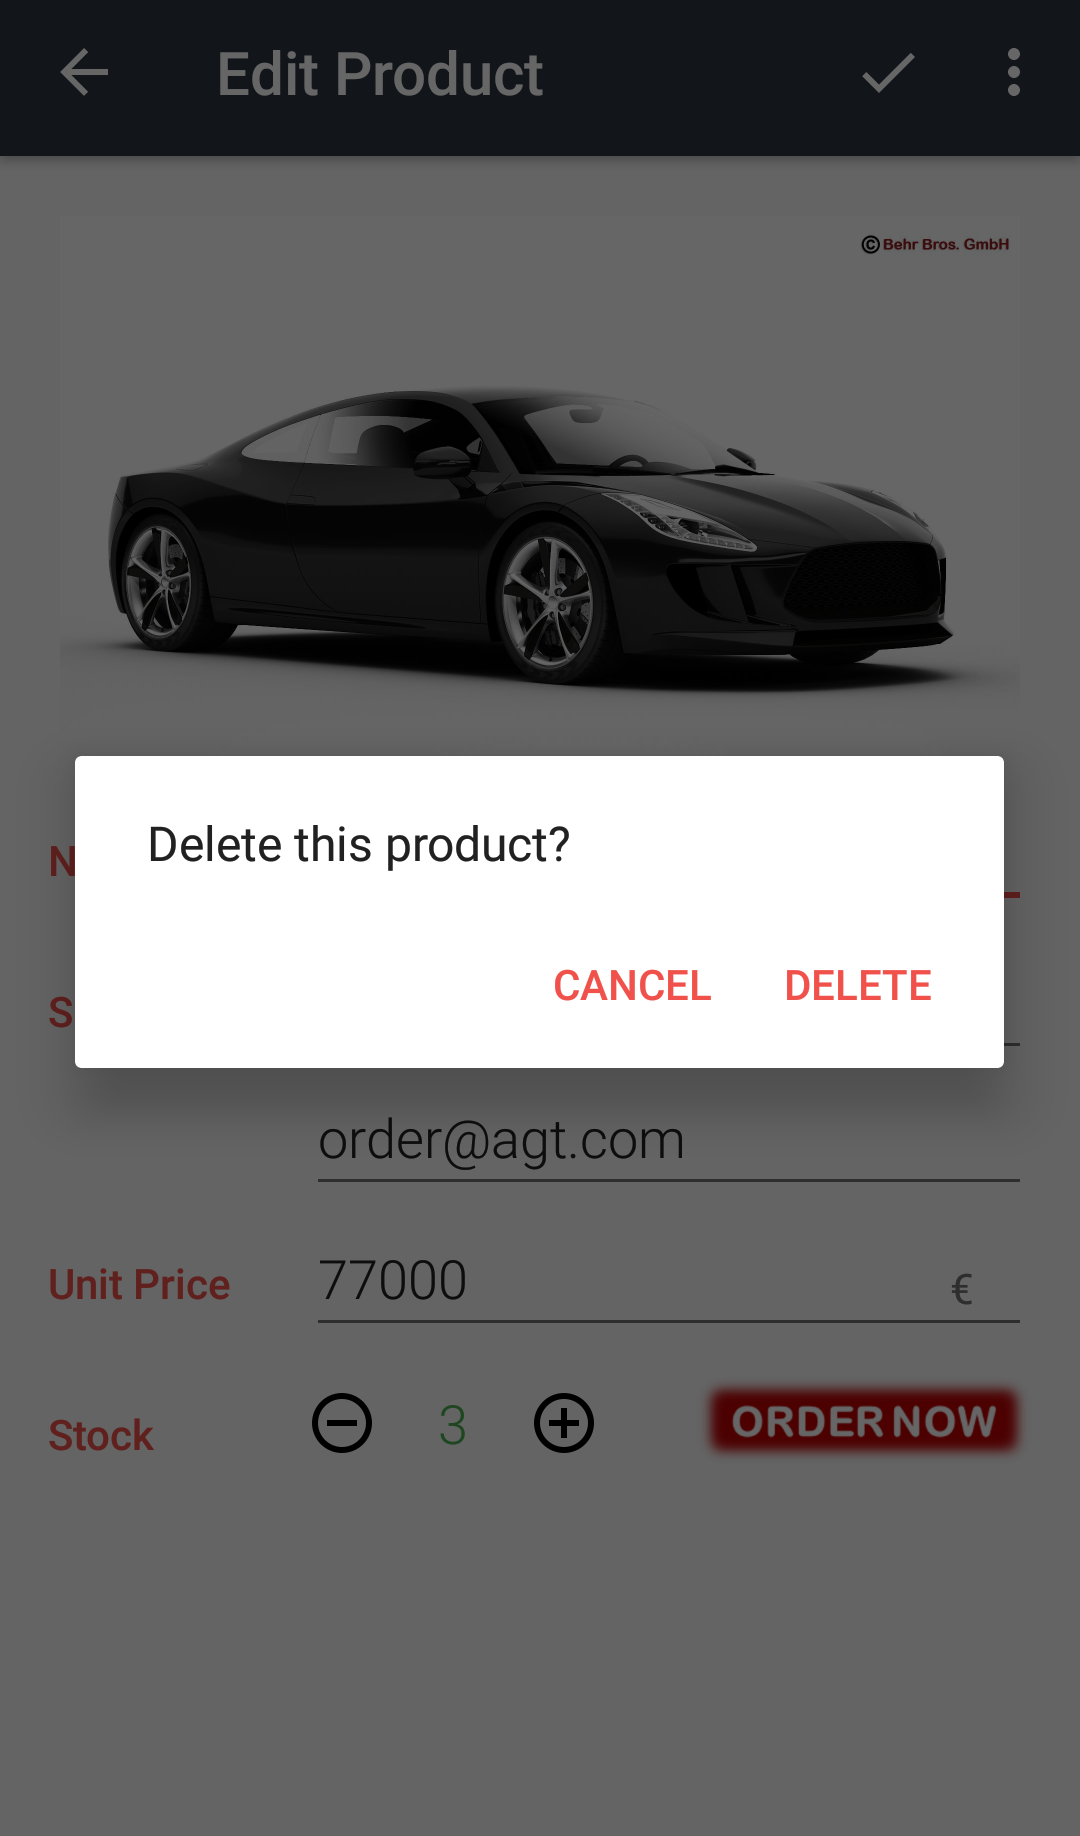 Edit Product
©Behr Bros. GmbH
N
Delete this product?
S
CANCEL DELETE
order@agt.com
Unit Price 77000 €
Stock 3 ORDER NOW